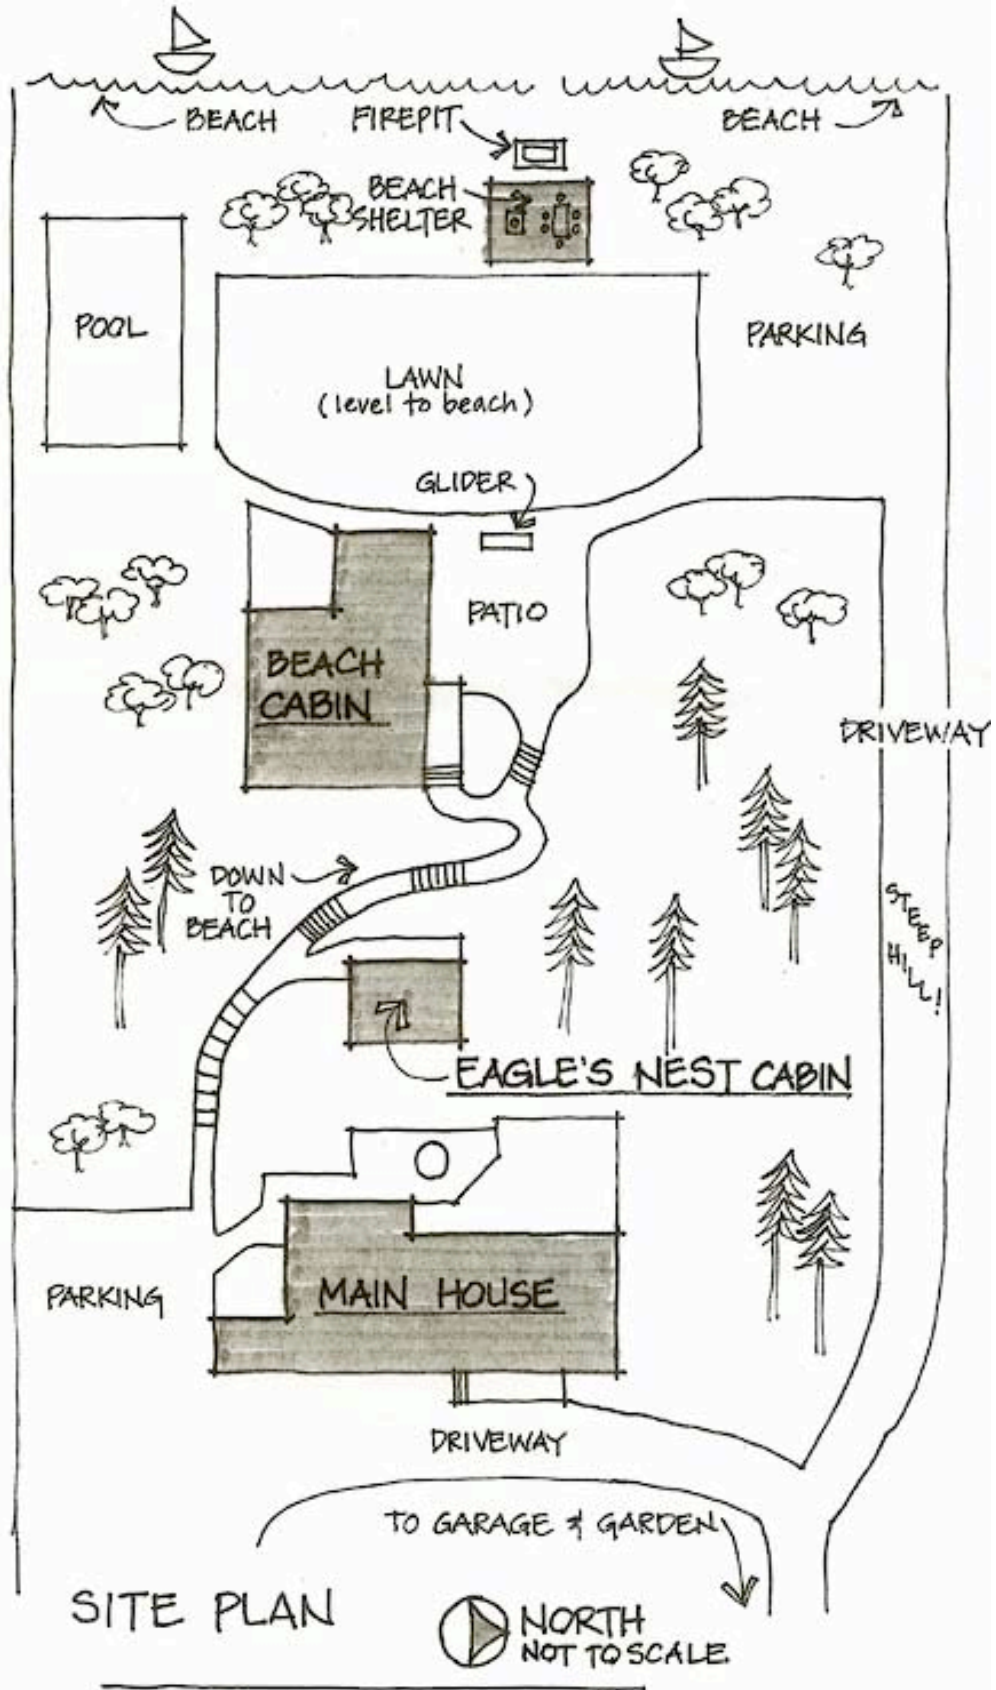 BEACH
FIREPIT
BEACH
BEACH
SHELTER
POOL
PARKING
LAWN
(level to beach)
GLIDER
PATIO
BEACH
CABIN
DRIVEWAY
DOWN
TO
BEACH
STEEP
HILL!
EAGLE'S NEST CABIN
PARKING
MAIN HOUSE
DRIVEWAY
TO GARAGE & GARDEN
SITE PLAN
NORTH
NOT TO SCALE